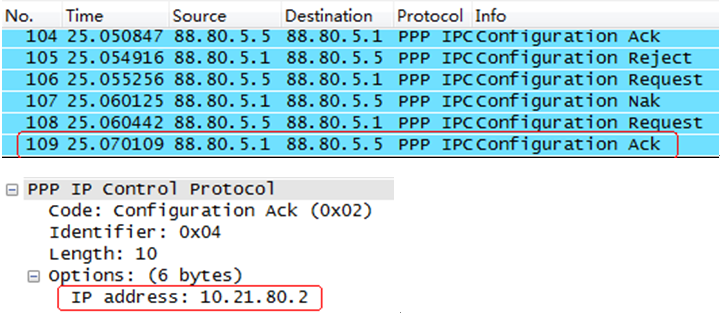 No. Time Source Destination Protocol Info
104 25.050847 88.80.5.5 88.80.5.1 PPP IPC Configuration Ack
105 25.054916 88.80.5.1 88.80.5.5 PPP IPC Configuration Reject
106 25.055256 88.80.5.5 88.80.5.1 PPP IPC Configuration Request
107 25.060125 88.80.5.1 88.80.5.5 PPP IPC Configuration Nak
108 25.060442 88.80.5.5 88.80.5.1 PPP IPC Configuration Request
109 25.070109 88.80.5.1 88.80.5.5 PPP IPC Configuration Ack
PPP IP Control Protocol
Code: Configuration Ack (0x02)
Identifier: 0x04
Length: 10
Options: (6 bytes)
IP address: 10.21.80.2